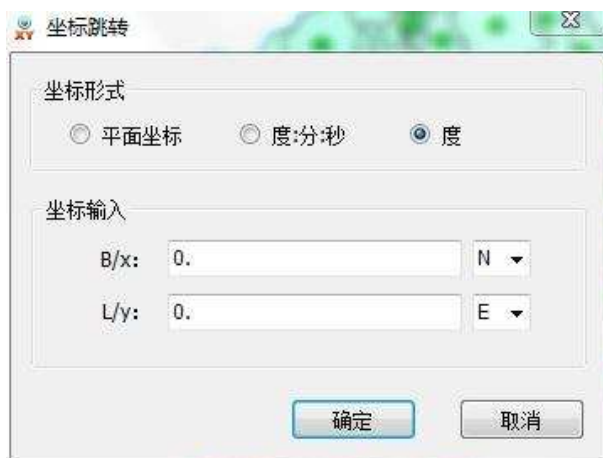 XY 坐标跳转
坐标形式
平面坐标 度:分:秒 度
坐标输入
B/x: 0. N
L/y: 0. E
确定 取消